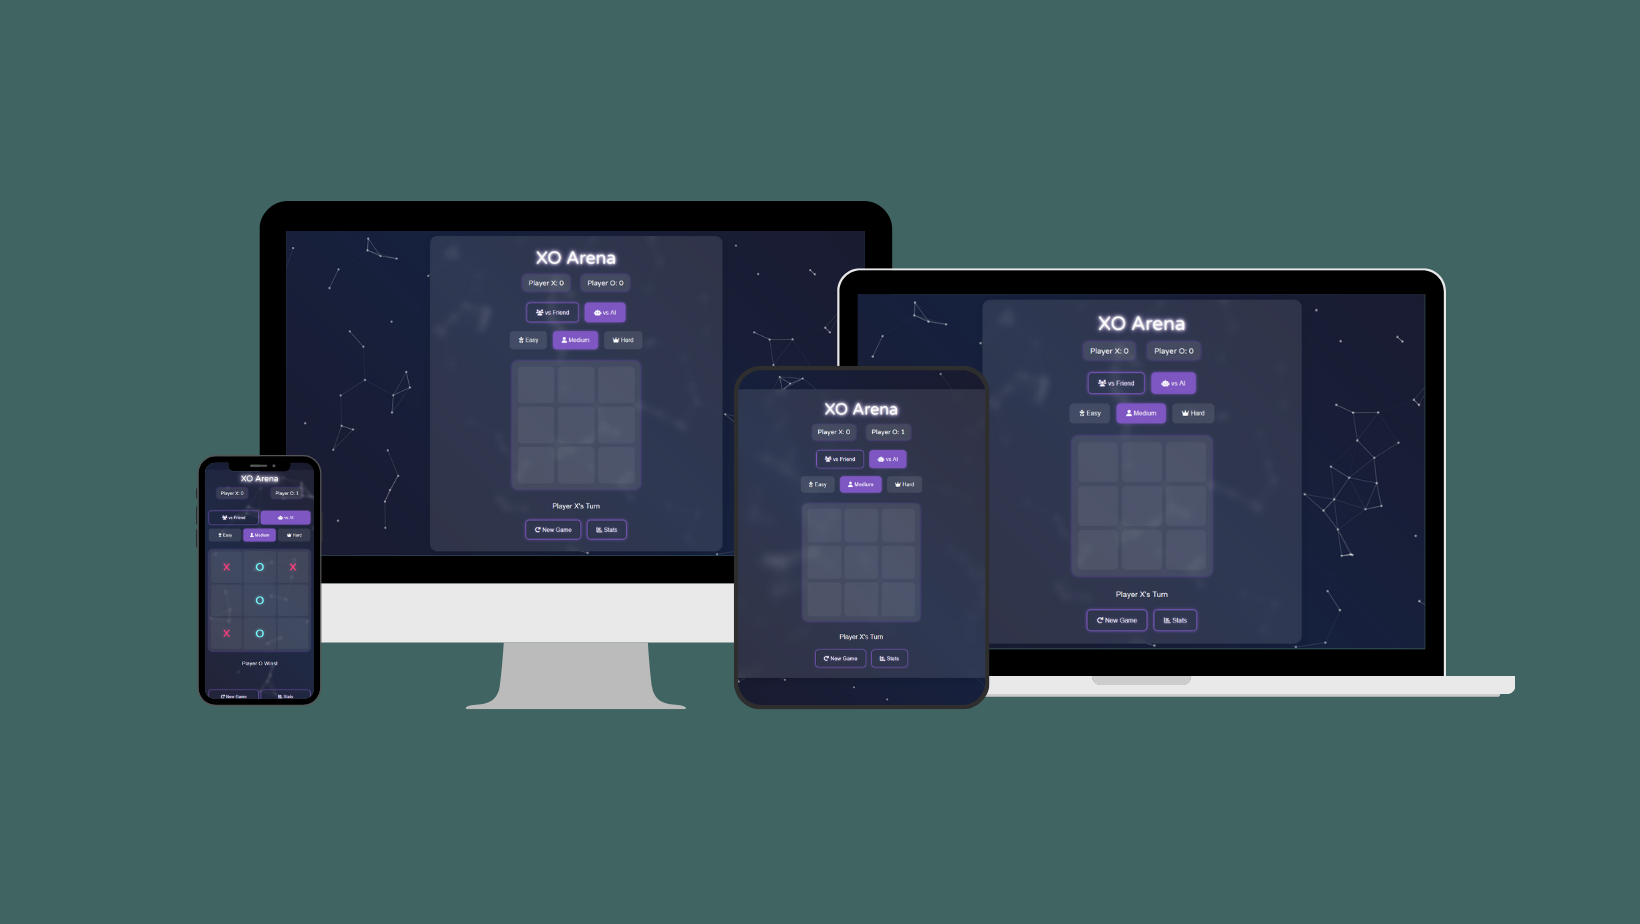 XO Arena
Player X: 0 Player O: 0
vs Friend vs AI
Easy Medium Hard
Player X's Turn
New Game Stats
XO Arena
Player X: 0 Player O: 0
vs Friend vs AI
Easy Medium Hard
Player X's Turn
New Game Stats
XO Arena
Player X: 0 Player O: 1
vs Friend vs AI
Easy Medium Hard
Player X's Turn
New Game Stats
XO Arena
Player X: 0 Player O: 1
vs Friend vs AI
Easy Medium Hard
X O X
O
X O
Player O Wins!
New Game Stats